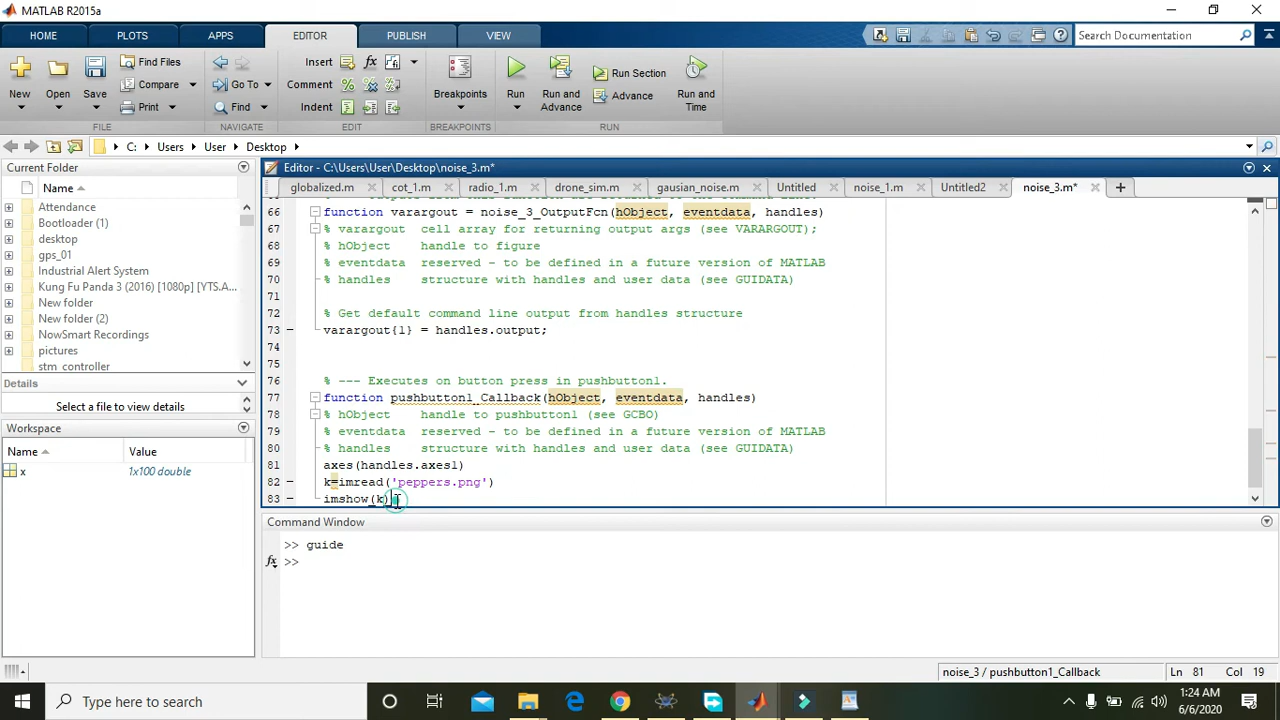 MATLAB R2015a
HOME PLOTS APPS EDITOR PUBLISH VIEW
Search Documentation
New Open Save Find Files Compare Print
Go To Find
Insert Comment Indent
fx
Breakpoints
Run Run and Advance Run Section Advance Run and Time
FILE NAVIGATE EDIT BREAKPOINTS RUN
C: Users User Desktop
Current Folder
Name
Attendance
Bootloader (1)
desktop
gps_01
Industrial Alert System
Kung Fu Panda 3 (2016) [1080p] [YTS.A...
New folder
New folder (2)
NowSmart Recordings
pictures
stm_controller
Details
Select a file to view details
Workspace
Name Value
x 1x100 double
Editor - C:\Users\User\Desktop\noise_3.m*
globalized.m cot_1.m radio_1.m drone_sim.m gausian_noise.m Untitled noise_1.m Untitled2 noise_3.m*
66 function varargout = noise_3_OutputFcn(hObject, eventdata, handles)
67 % varargout cell array for returning output args (see VARARGOUT);
68 % hObject handle to figure
69 % eventdata reserved - to be defined in a future version of MATLAB
70 % handles structure with handles and user data (see GUIDATA)
71
72 % Get default command line output from handles structure
73 varargout{1} = handles.output;
74
75
76 % --- Executes on button press in pushbutton1.
77 function pushbutton1_Callback(hObject, eventdata, handles)
78 % hObject handle to pushbutton1 (see GCBO)
79 % eventdata reserved - to be defined in a future version of MATLAB
80 % handles structure with handles and user data (see GUIDATA)
81 axes(handles.axes1)
82 k=imread('peppers.png')
83 imshow(k)
Command Window
>> guide
fx >>
noise_3 / pushbutton1_Callback Ln 81 Col 19
Type here to search
1:24 AM
6/6/2020